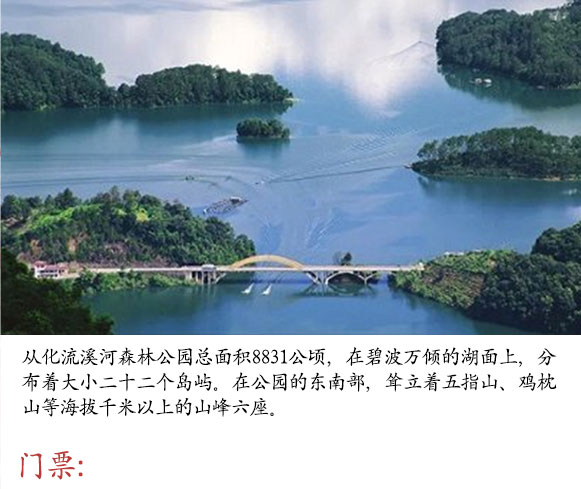 从化流溪河森林公园总面积8831公顷，在碧波万倾的湖面上，分
布着大小二十二个岛屿。在公园的东南部，耸立着五指山、鸡枕
山等海拔千米以上的山峰六座。
门票: